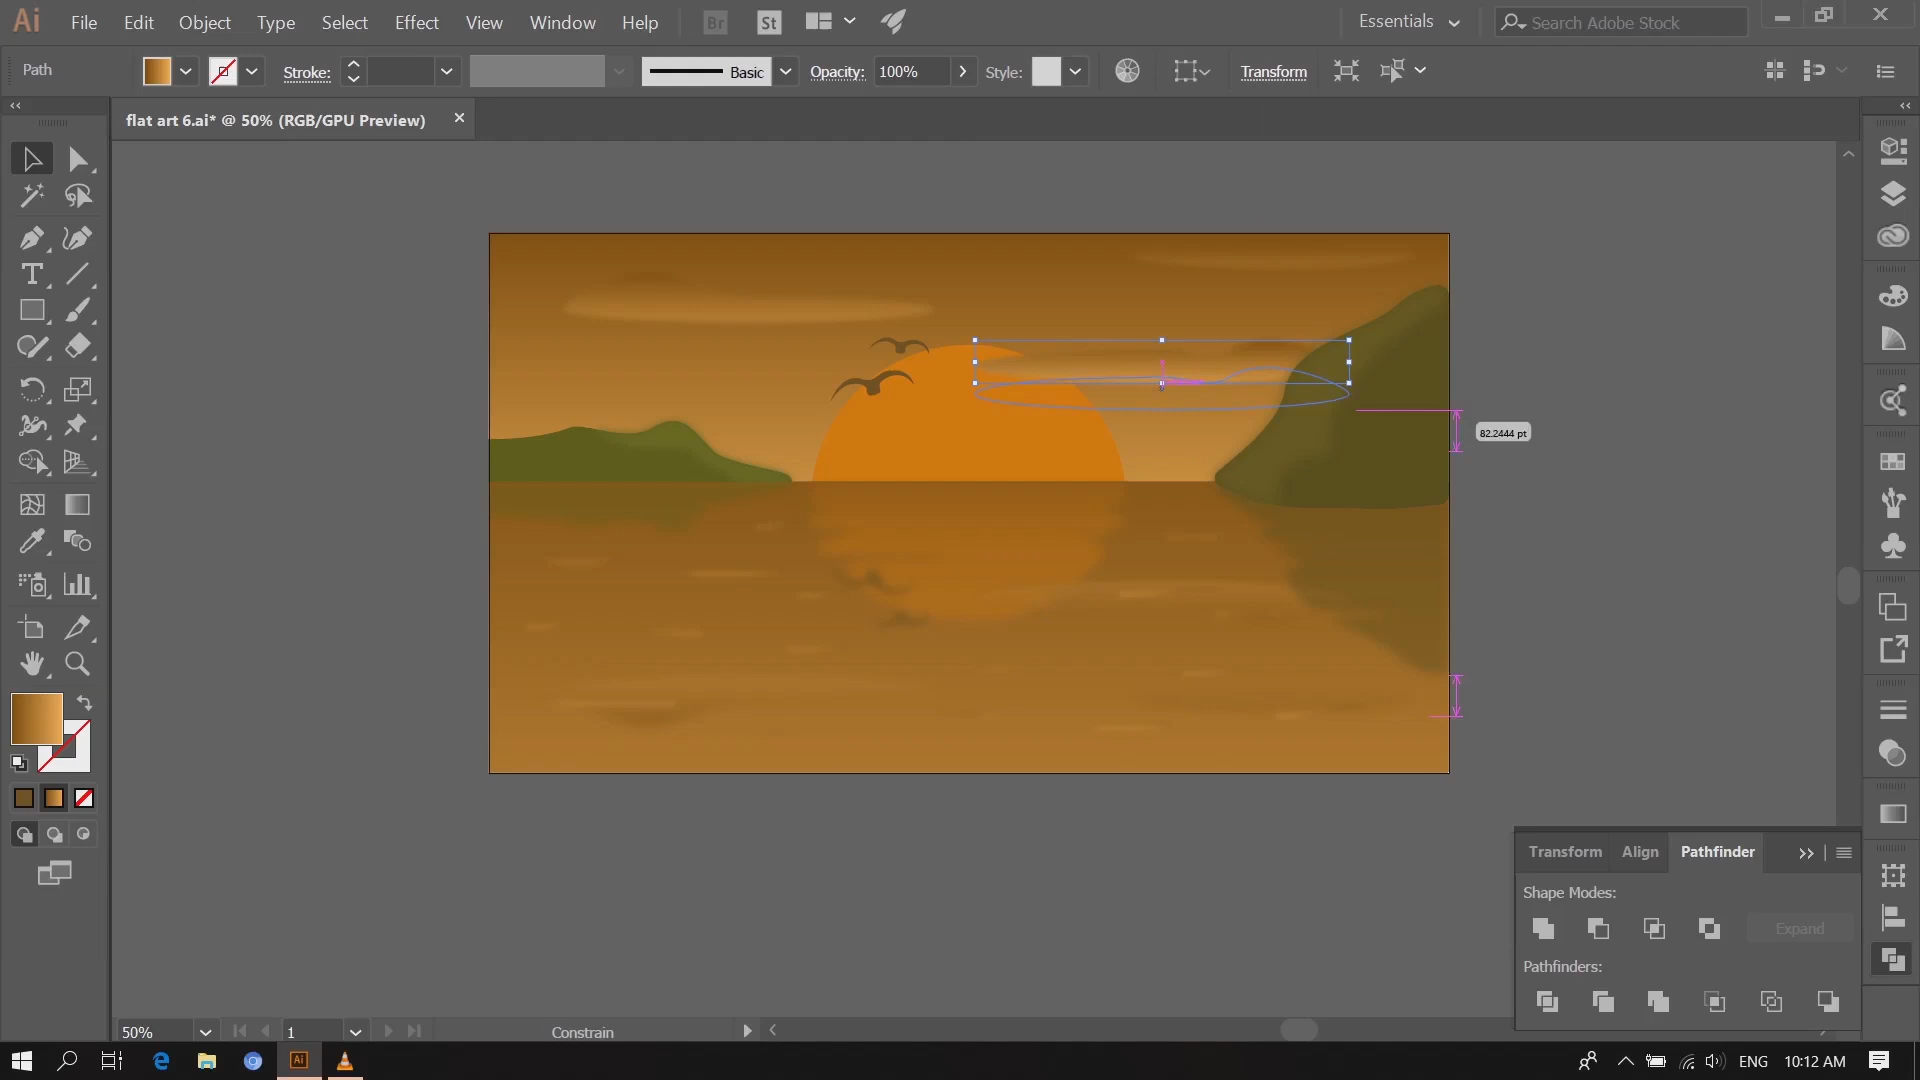 Ai File Edit Object Type Select Effect View Window Help Br St Essentials Search Adobe Stock
Path Stroke: Basic Opacity: 100% Style: Transform
flat art 6.ai* @ 50% (RGB/GPU Preview)
82.2444 pt
Transform Align Pathfinder
Shape Modes:
Expand
Pathfinders:
50% 1 Constrain
Ai ENG 10:12 AM